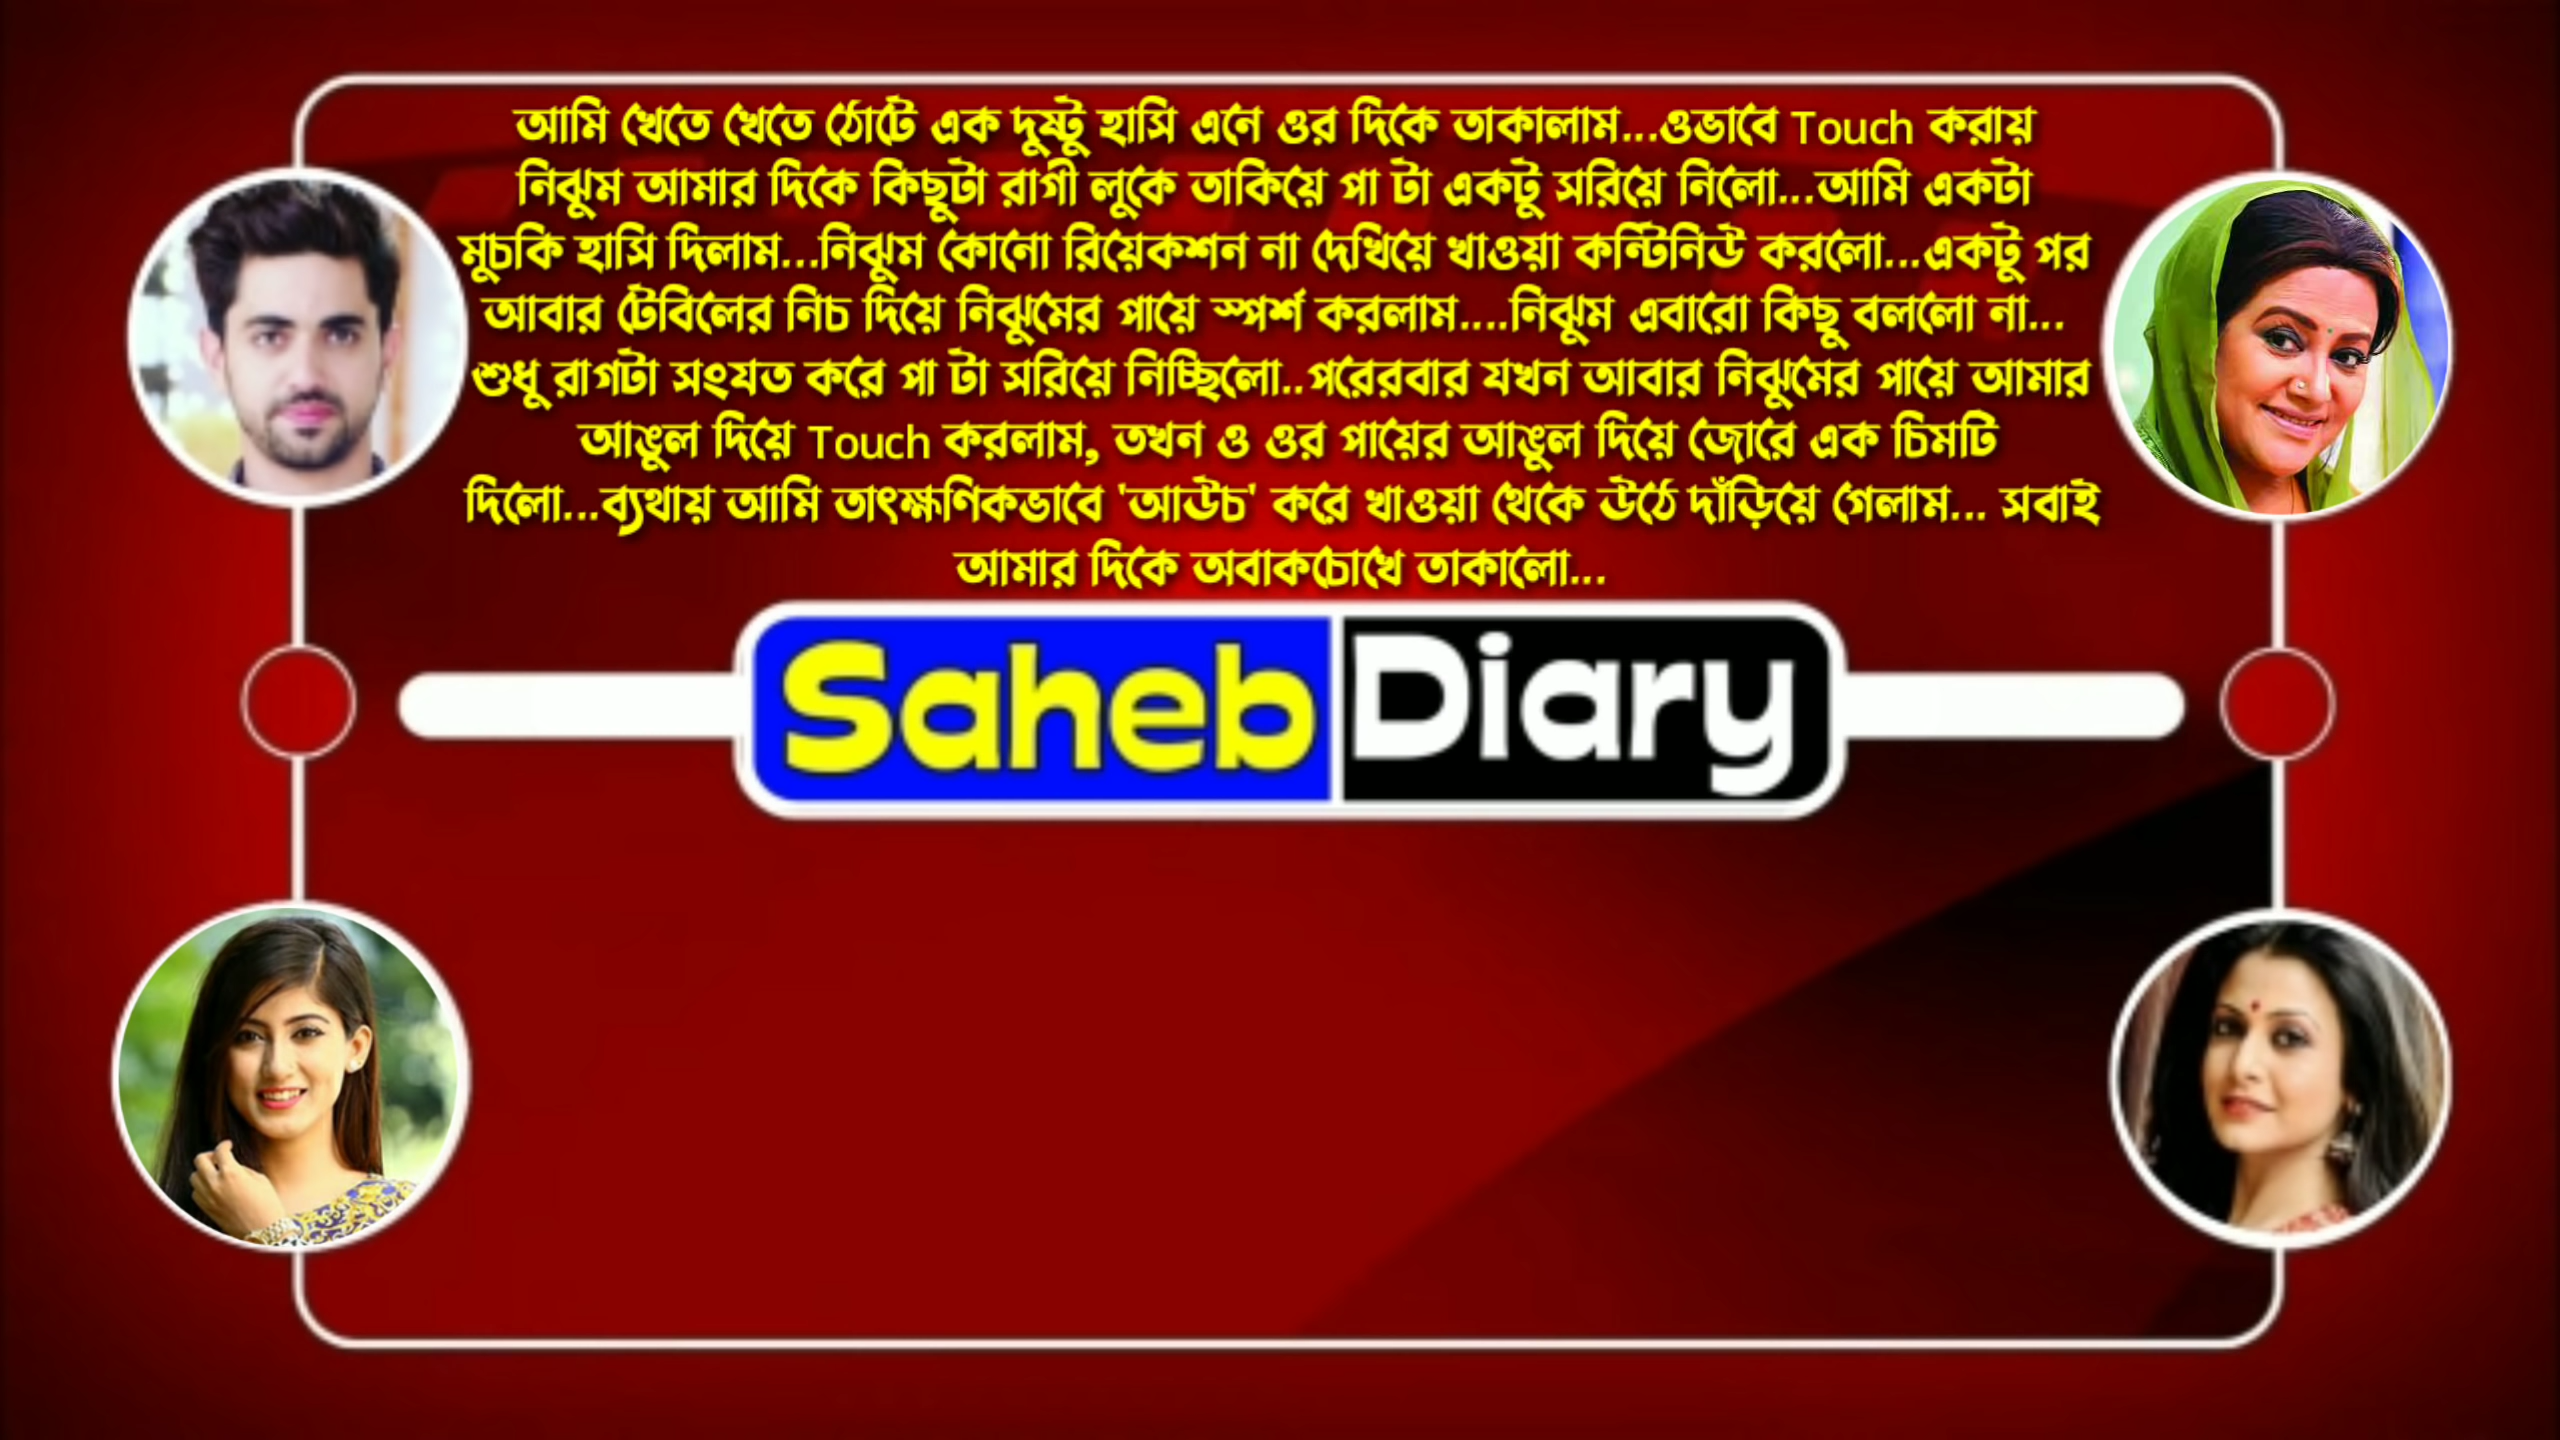 আমি খেতে খেতে ঠোটে এক দুষ্টু হাসি এনে ওর দিকে তাকালাম...ওভাবে Touch করায়
নিঝুম আমার দিকে কিছুটা রাগী লুকে তাকিয়ে পা টা একটু সরিয়ে নিলো...আমি একটা
মুচকি হাসি দিলাম...নিঝুম কোনো রিয়েকশন না দেখিয়ে খাওয়া কন্টিনিউ করলো...একটু পর
আবার টেবিলের নিচ দিয়ে নিঝুমের পায়ে স্পর্শ করলাম....নিঝুম এবারো কিছু বললো না...
শুধু রাগটা সংযত করে পা টা সরিয়ে নিচ্ছিলো..পরেরবার যখন আবার নিঝুমের পায়ে আমার
আঙুল দিয়ে Touch করলাম, তখন ও ওর পায়ের আঙুল দিয়ে জোরে এক চিমটি
দিলো...ব্যথায় আমি তাৎক্ষণিকভাবে 'আউচ' করে খাওয়া থেকে উঠে দাঁড়িয়ে গেলাম... সবাই
আমার দিকে অবাকচোখে তাকালো...
Saheb Diary